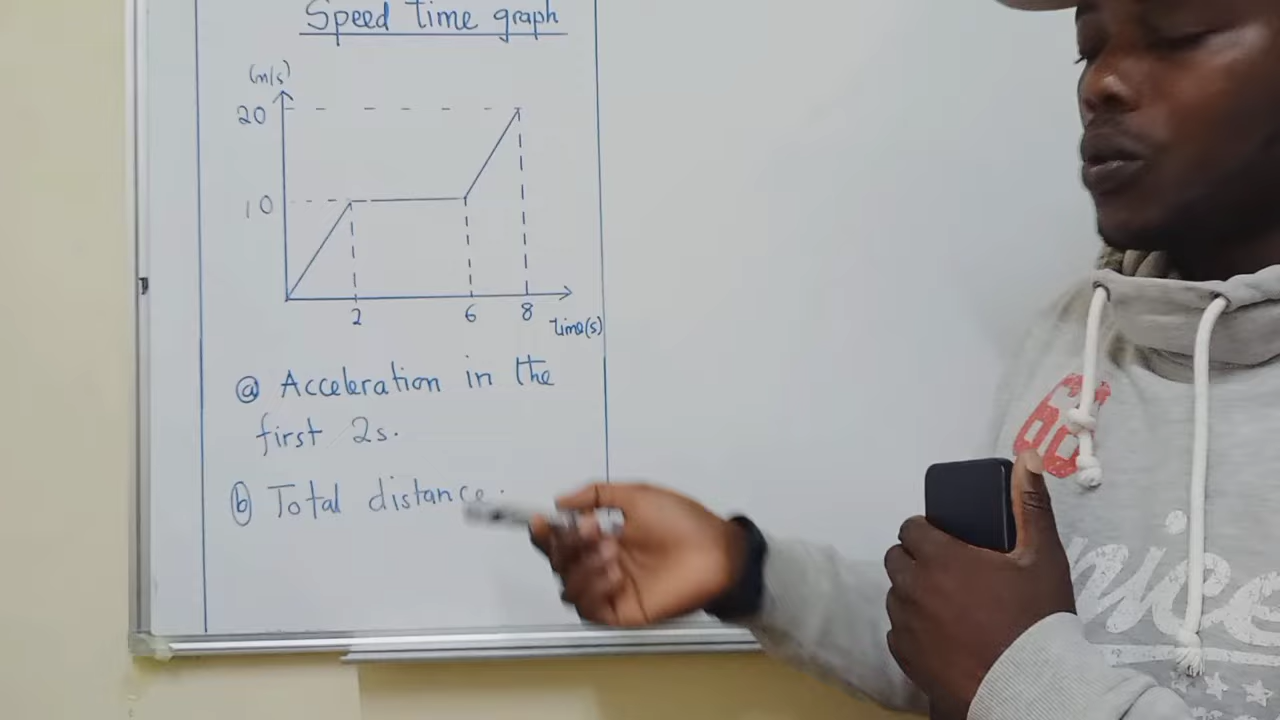 Speed time graph
(m/s)
20
10
2
6
8
time(s)
(a) Acceleration in the
first 2s.
(b) Total distance.